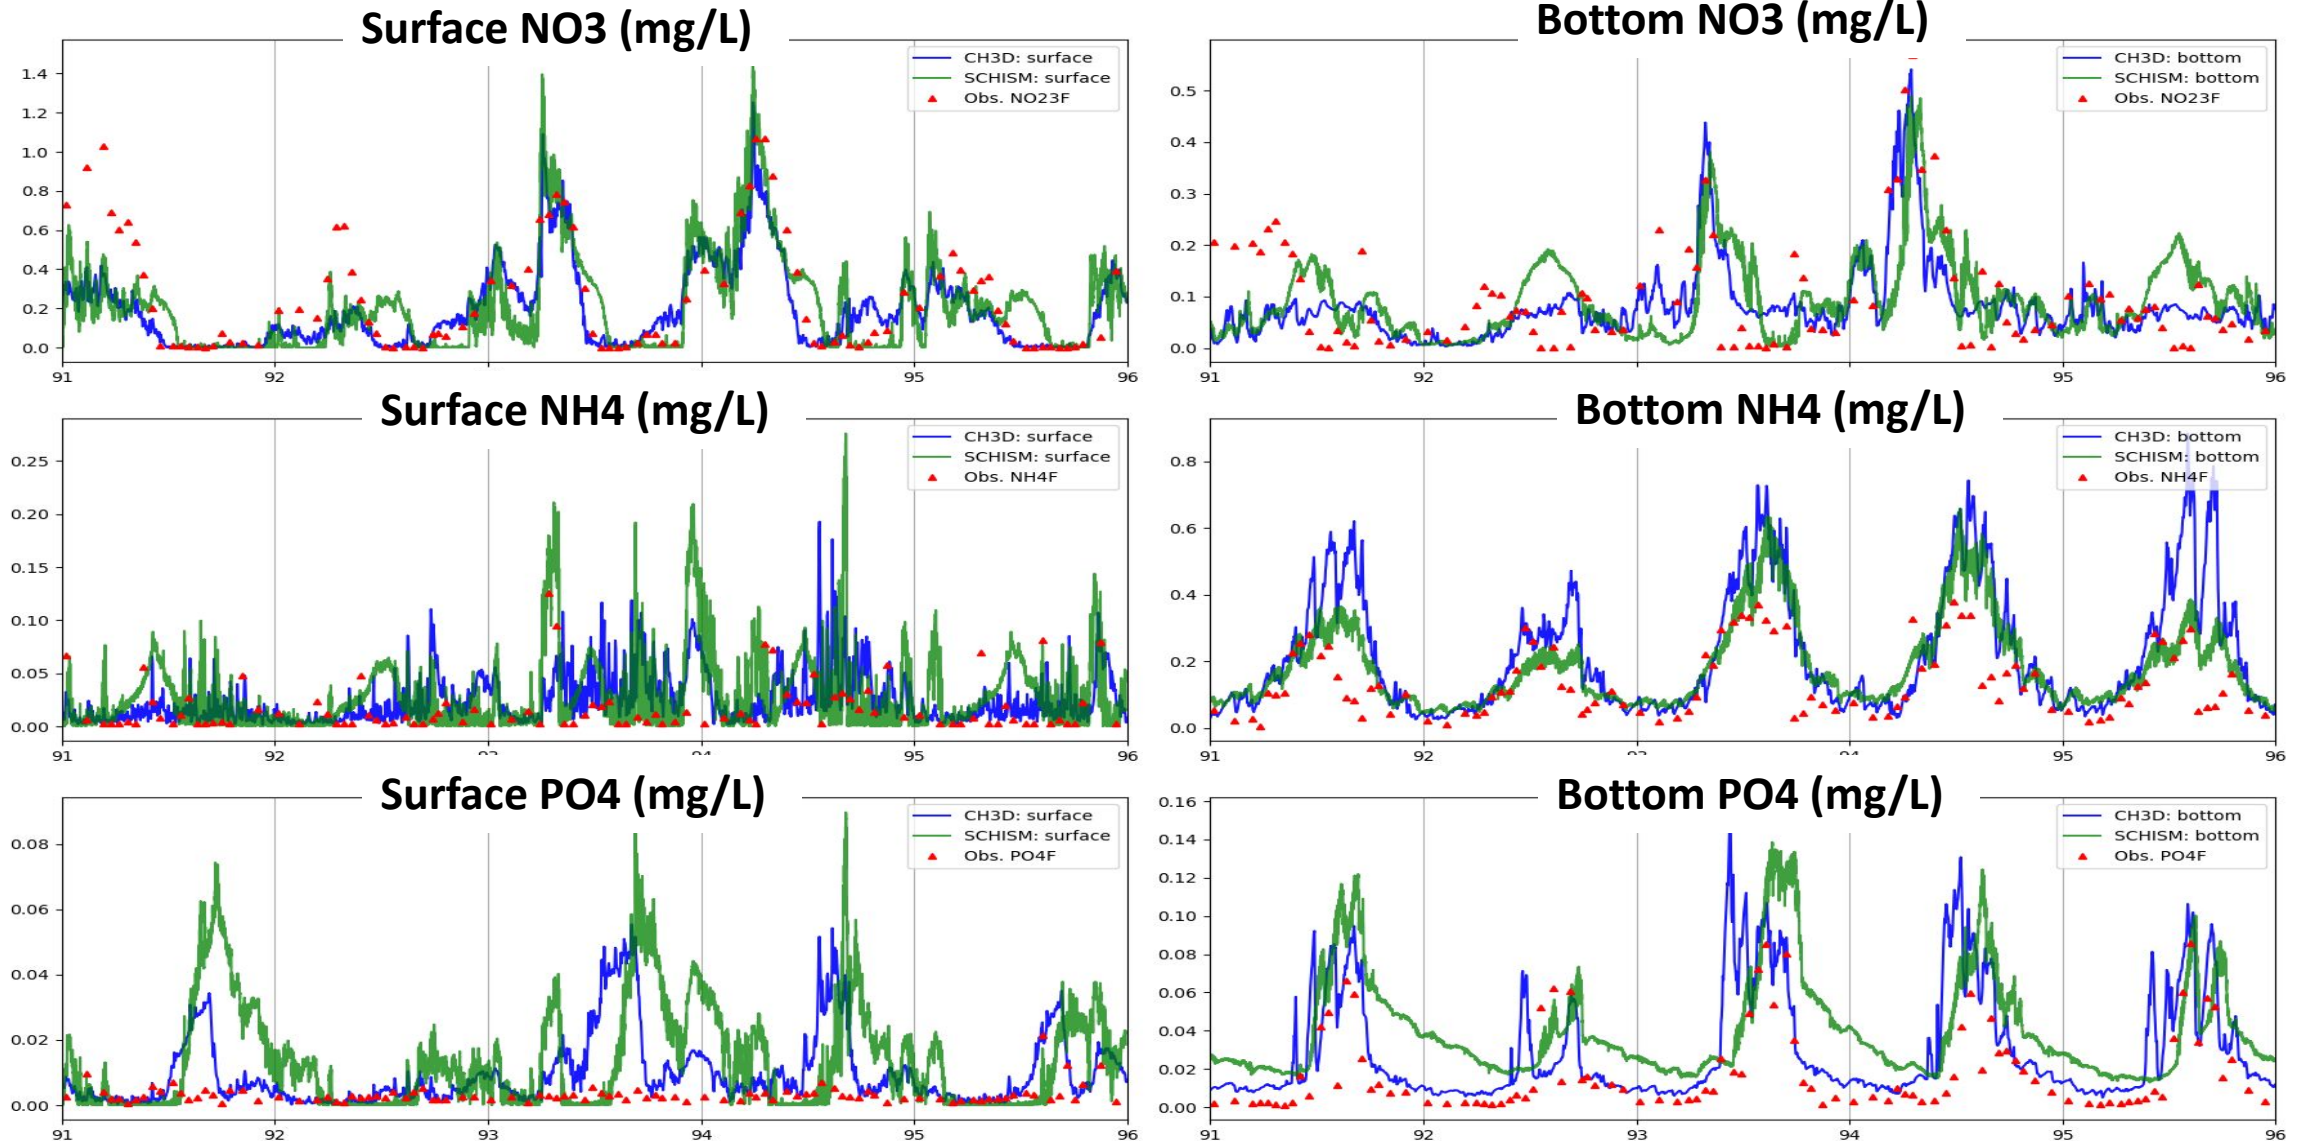 Surface NO3 (mg/L)
CH3D: surface
SCHISM: surface
Obs. NO23F
1.4
1.2
1.0
0.8
0.6
0.4
0.2
0.0
91 92 93 94 95 96
Bottom NO3 (mg/L)
CH3D: bottom
SCHISM: bottom
Obs. NO23F
0.5
0.4
0.3
0.2
0.1
0.0
91 92 93 94 95 96
Surface NH4 (mg/L)
CH3D: surface
SCHISM: surface
Obs. NH4F
0.25
0.20
0.15
0.10
0.05
0.00
91 92 93 94 95 96
Bottom NH4 (mg/L)
CH3D: bottom
SCHISM: bottom
Obs. NH4F
0.8
0.6
0.4
0.2
0.0
91 92 93 94 95 96
Surface PO4 (mg/L)
CH3D: surface
SCHISM: surface
Obs. PO4F
0.08
0.06
0.04
0.02
0.00
91 92 93 94 95 96
Bottom PO4 (mg/L)
CH3D: bottom
SCHISM: bottom
Obs. PO4F
0.16
0.14
0.12
0.10
0.08
0.06
0.04
0.02
0.00
91 92 93 94 95 96